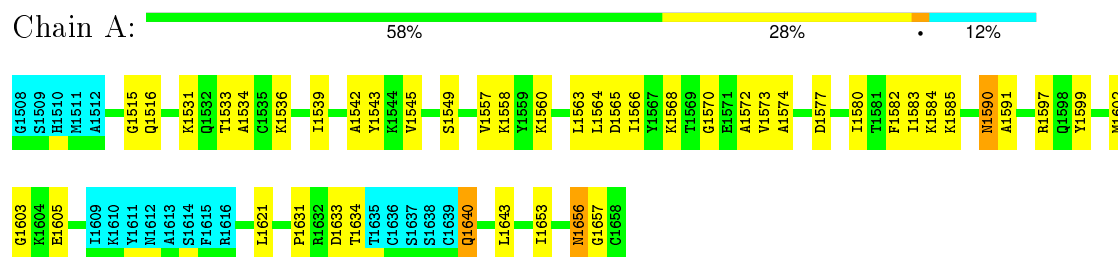 Chain A:
58% 28% • 12%
G1508 S1509 H1510 M1511 A1512 G1515 Q1516 K1531 Q1532 T1533 A1534 C1535 K1536 I1539 A1542 Y1543 K1544 V1545 S1549 V1557 K1558 Y1559 K1560 L1563 L1564 D1565 I1566 Y1567 K1568 T1569 G1570 E1571 A1572 V1573 A1574 D1577 I1580 T1581 F1582 I1583 K1584 K1585 N1590 A1591 R1597 Q1598 Y1599 M1602
G1603 K1604 E1605 I1609 K1610 Y1611 N1612 A1613 S1614 F1615 R1616 L1621 P1631 R1632 D1633 T1634 T1635 C1636 S1637 S1638 C1639 Q1640 L1643 I1653 N1656 G1657 C1658